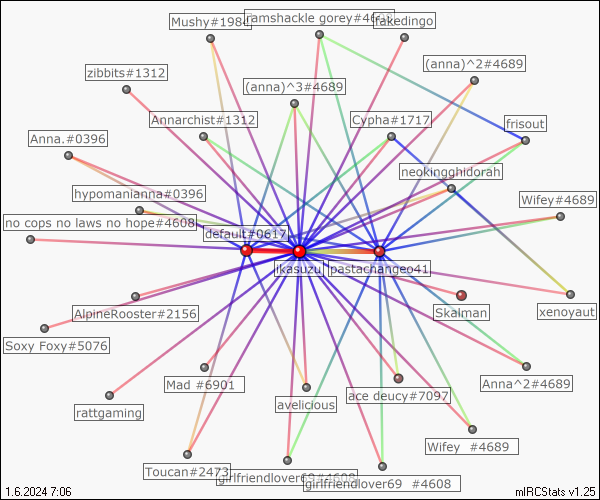 Mushy#1984
ramshackle gorey#4608
fakedingo
zibbits#1312
(anna)^2#4689
(anna)^3#4689
Annarchist#1312
Cypha#1717
frisout
Anna.#0396
neokingghidorah
hypomanianna#0396
Wifey#4689
no cops no laws no hope#4608
default#0617
ikasuzu
pastachangeo41
AlpineRooster#2156
Skalman
xenoyaut
Soxy Foxy#5076
Mad #6901
ace deucy#7097
Anna^2#4689
rattgaming
avelicious
Wifey #4689
Toucan#2473
girlfriendlover69#4608
girlfriendlover69 #4608
1.6.2024 7:06
mIRCStats v1.25